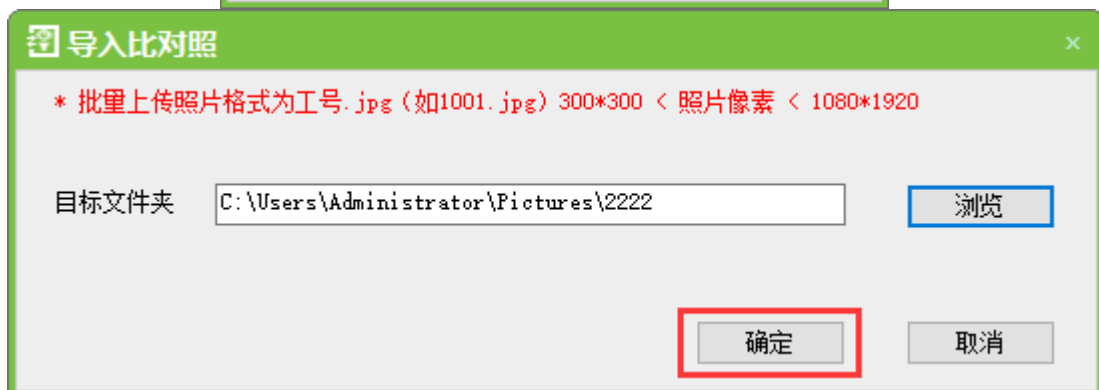 导入比对照
* 批量上传照片格式为工号.jpg（如1001.jpg）300*300 < 照片像素 < 1080*1920
目标文件夹 C:\Users\Administrator\Pictures\2222 浏览
确定 取消